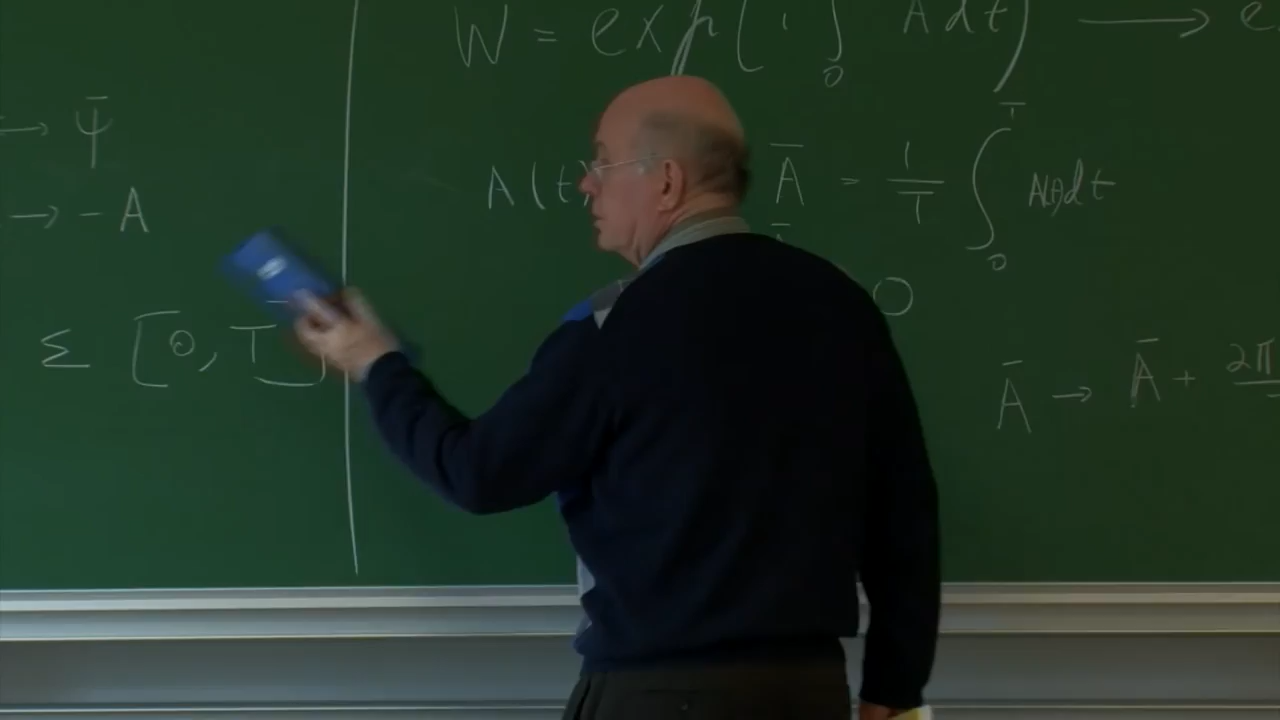 → ψ̄
→ - A
Σ [0, T]
W = exp(i ∫₀ A dt) → e
A(t) Ā = 1/T ∫₀ᵀ A(t)dt
0
Ā → Ā + 2π